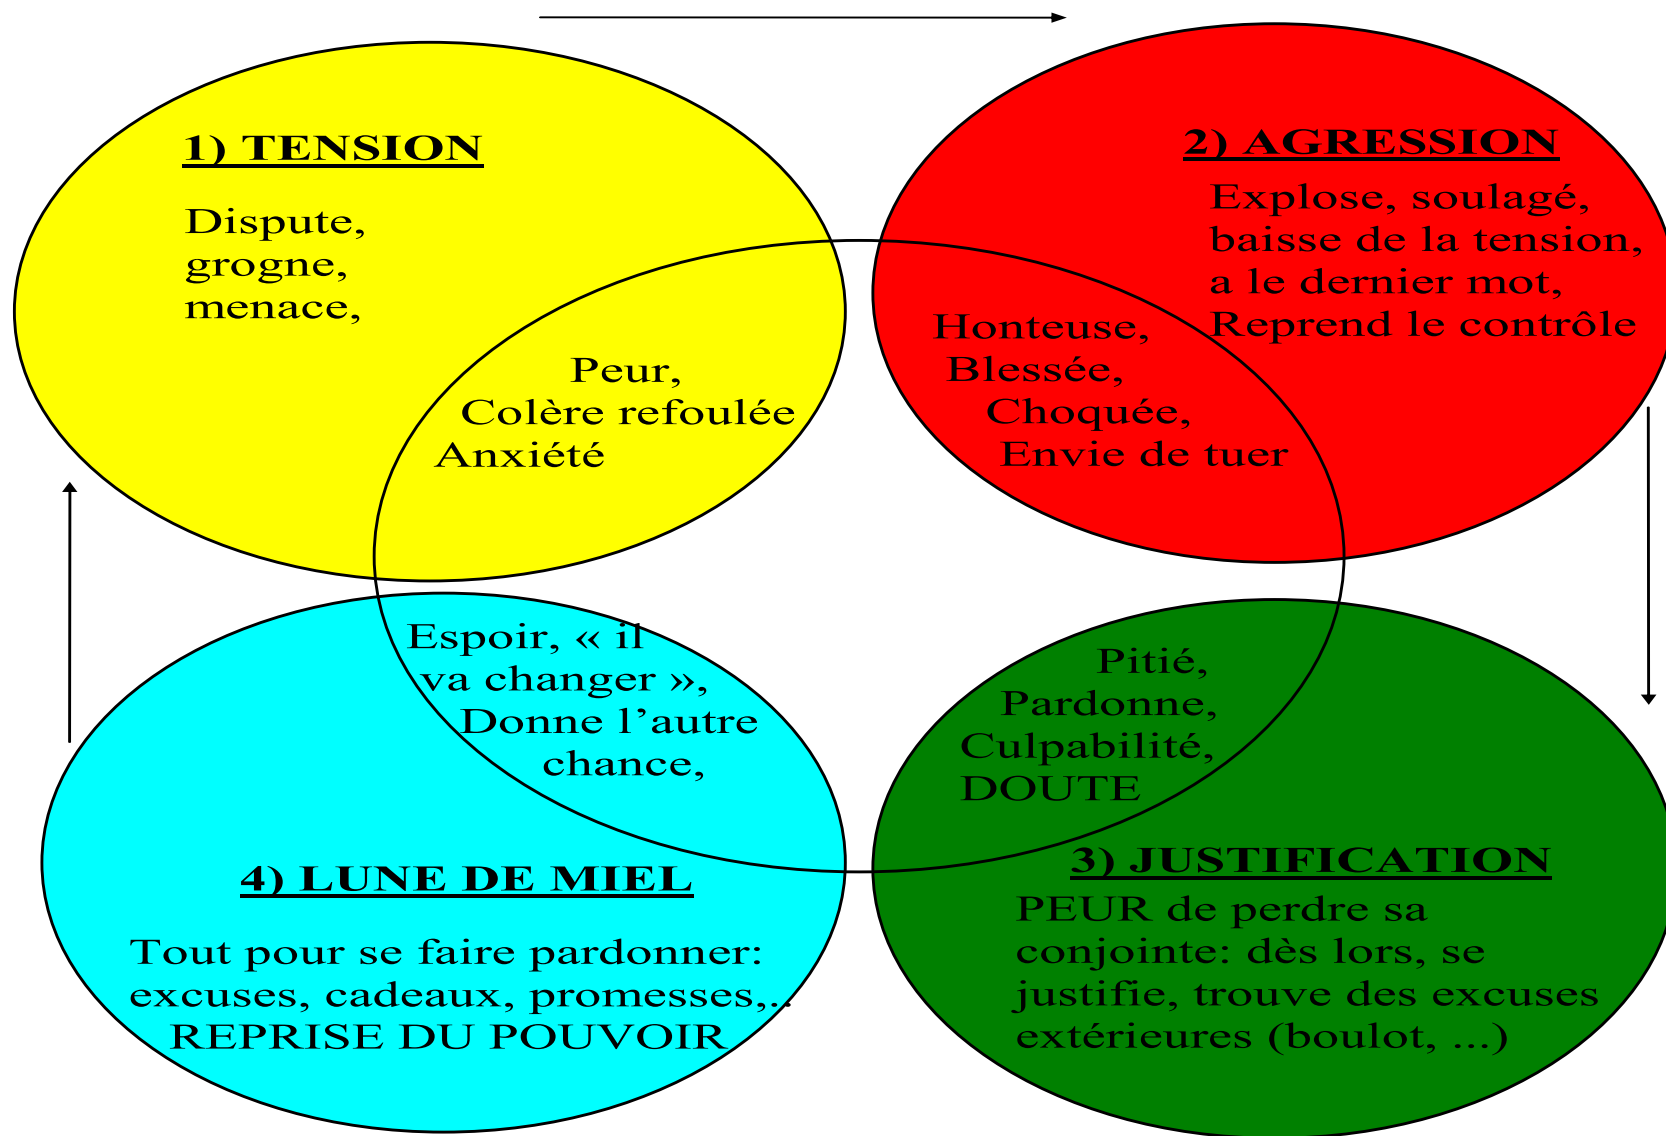 1) TENSION
Dispute,
grogne,
menace,
Peur,
Colère refoulée
Anxiété
2) AGRESSION
Explose, soulagé,
baisse de la tension,
a le dernier mot,
Reprend le contrôle
Honteuse,
Blessée,
Choquée,
Envie de tuer
Pitié,
Pardonne,
Culpabilité,
DOUTE
3) JUSTIFICATION
PEUR de perdre sa
conjointe: dès lors, se
justifie, trouve des excuses
extérieures (boulot, ...)
Espoir, « il
va changer »,
Donne l’autre
chance,
4) LUNE DE MIEL
Tout pour se faire pardonner:
excuses, cadeaux, promesses,..
REPRISE DU POUVOIR